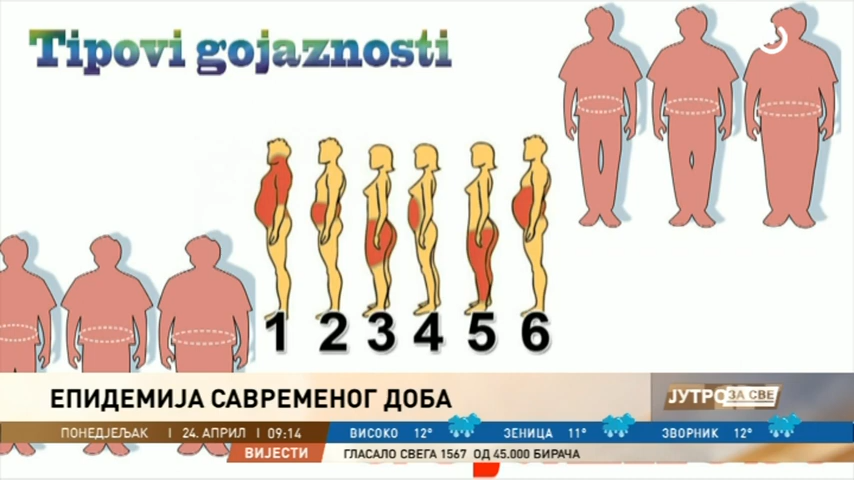 Tipovi gojaznosti
1 2 3 4 5 6
ЕПИДЕМИЈА САВРЕМЕНОГ ДОБА
ЈУТРО ЗА СВЕ
ПОНЕДЈЕЉАК | 24. АПРИЛ | 09:14
ВИСОКО 12° ЗЕНИЦА 11° ЗВОРНИК 12°
ВИЈЕСТИ ГЛАСАЛО СВЕГА 1567 ОД 45.000 БИРАЧА